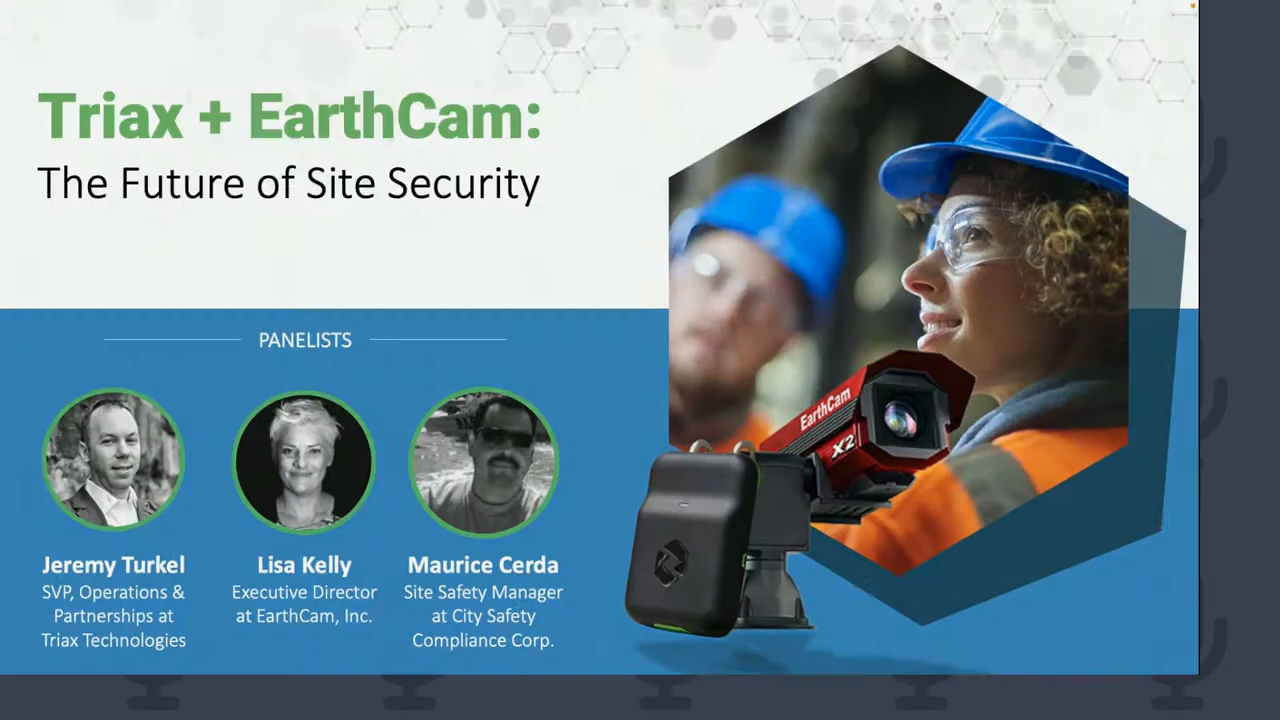 Triax + EarthCam:
The Future of Site Security
PANELISTS
Jeremy Turkel
SVP, Operations &
Partnerships at
Triax Technologies
Lisa Kelly
Executive Director
at EarthCam, Inc.
Maurice Cerda
Site Safety Manager
at City Safety
Compliance Corp.
EarthCam
X2